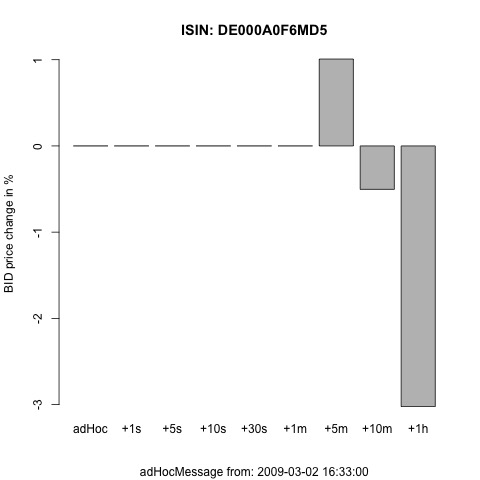 ISIN: DE000A0F6MD5
BID price change in %
1
0
-1
-2
-3
adHoc +1s +5s +10s +30s +1m +5m +10m +1h
adHocMessage from: 2009-03-02 16:33:00